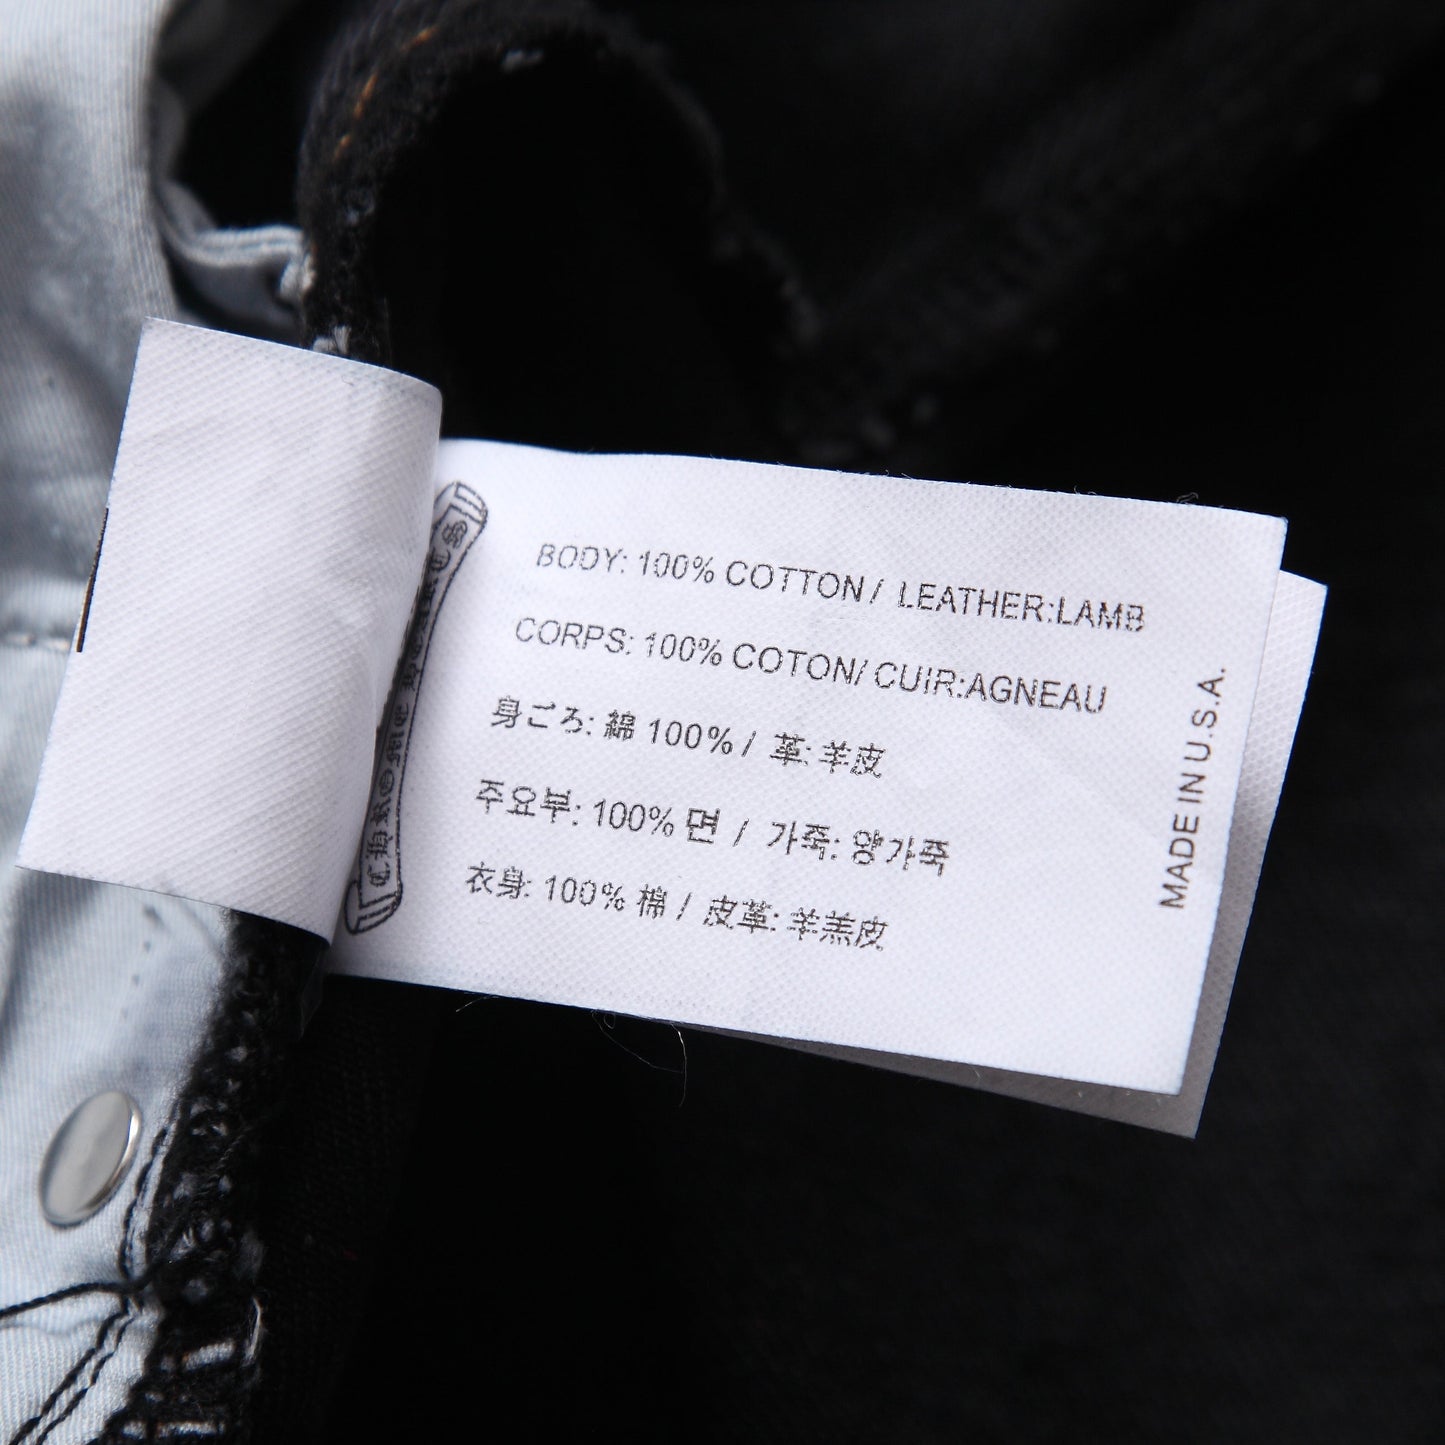 BODY: 100% COTTON / LEATHER:LAMB
CORPS: 100% COTON/ CUIR:AGNEAU
身ごろ: 綿 100% / 革: 羊皮
주요부: 100% 면 / 가죽: 양가죽
衣身: 100% 棉 / 皮革: 羊羔皮
MADE IN U.S.A.
CHROME HEARTS